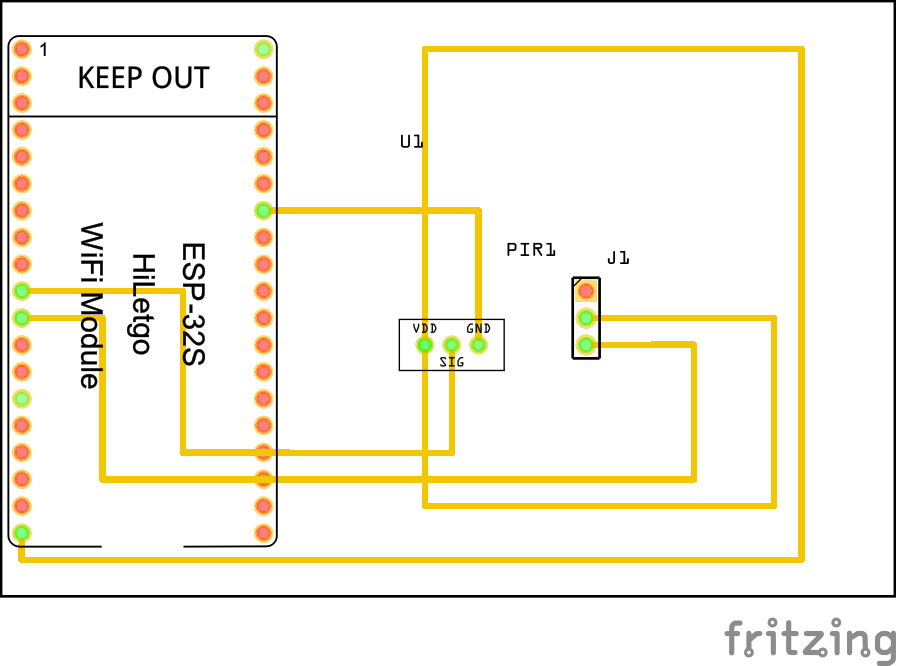 1
KEEP OUT
U1
ESP-32S
HiLetgo
WiFi Module
PIR1
J1
VDD
GND
SIG
fritzing